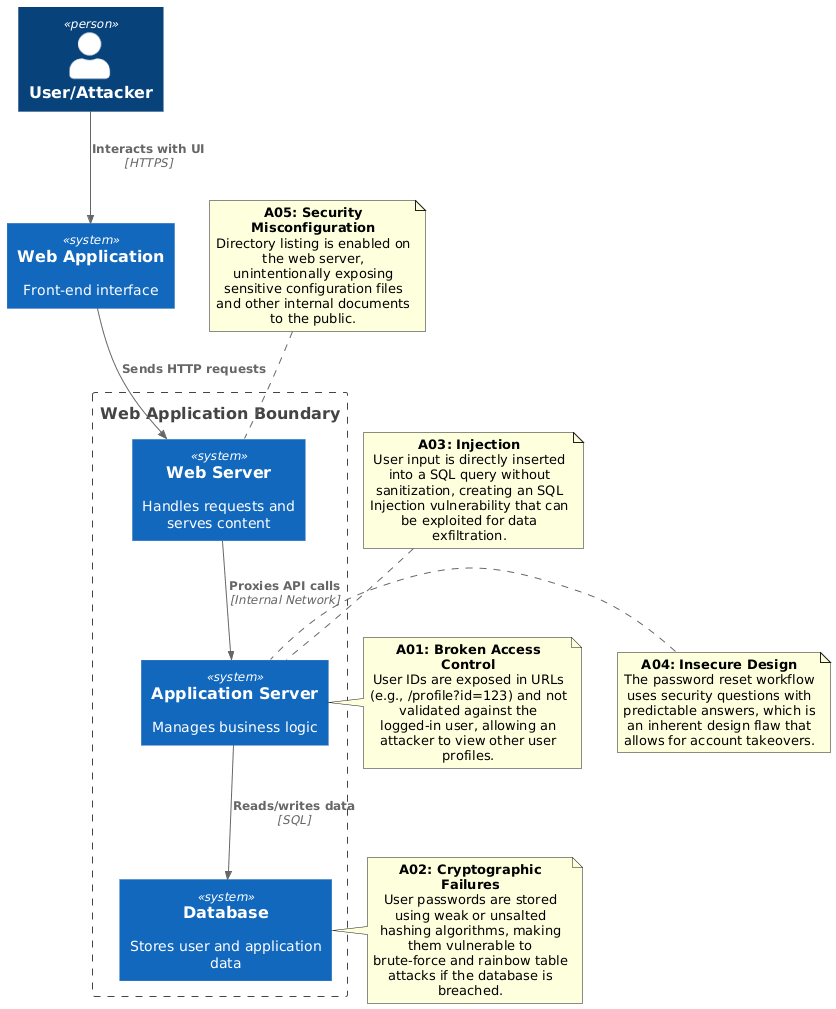 «person»
User/Attacker
Interacts with UI
[HTTPS]
«system»
Web Application
Front-end interface
A05: Security
Misconfiguration
Directory listing is enabled on
the web server,
unintentionally exposing
sensitive configuration files
and other internal documents
to the public.
Sends HTTP requests
Web Application Boundary
«system»
Web Server
Handles requests and
serves content
A03: Injection
User input is directly inserted
into a SQL query without
sanitization, creating an SQL
Injection vulnerability that can
be exploited for data
exfiltration.
Proxies API calls
[Internal Network]
«system»
Application Server
Manages business logic
A01: Broken Access
Control
User IDs are exposed in URLs
(e.g., /profile?id=123) and not
validated against the
logged-in user, allowing an
attacker to view other user
profiles.
A04: Insecure Design
The password reset workflow
uses security questions with
predictable answers, which is
an inherent design flaw that
allows for account takeovers.
Reads/writes data
[SQL]
«system»
Database
Stores user and application
data
A02: Cryptographic
Failures
User passwords are stored
using weak or unsalted
hashing algorithms, making
them vulnerable to
brute-force and rainbow table
attacks if the database is
breached.